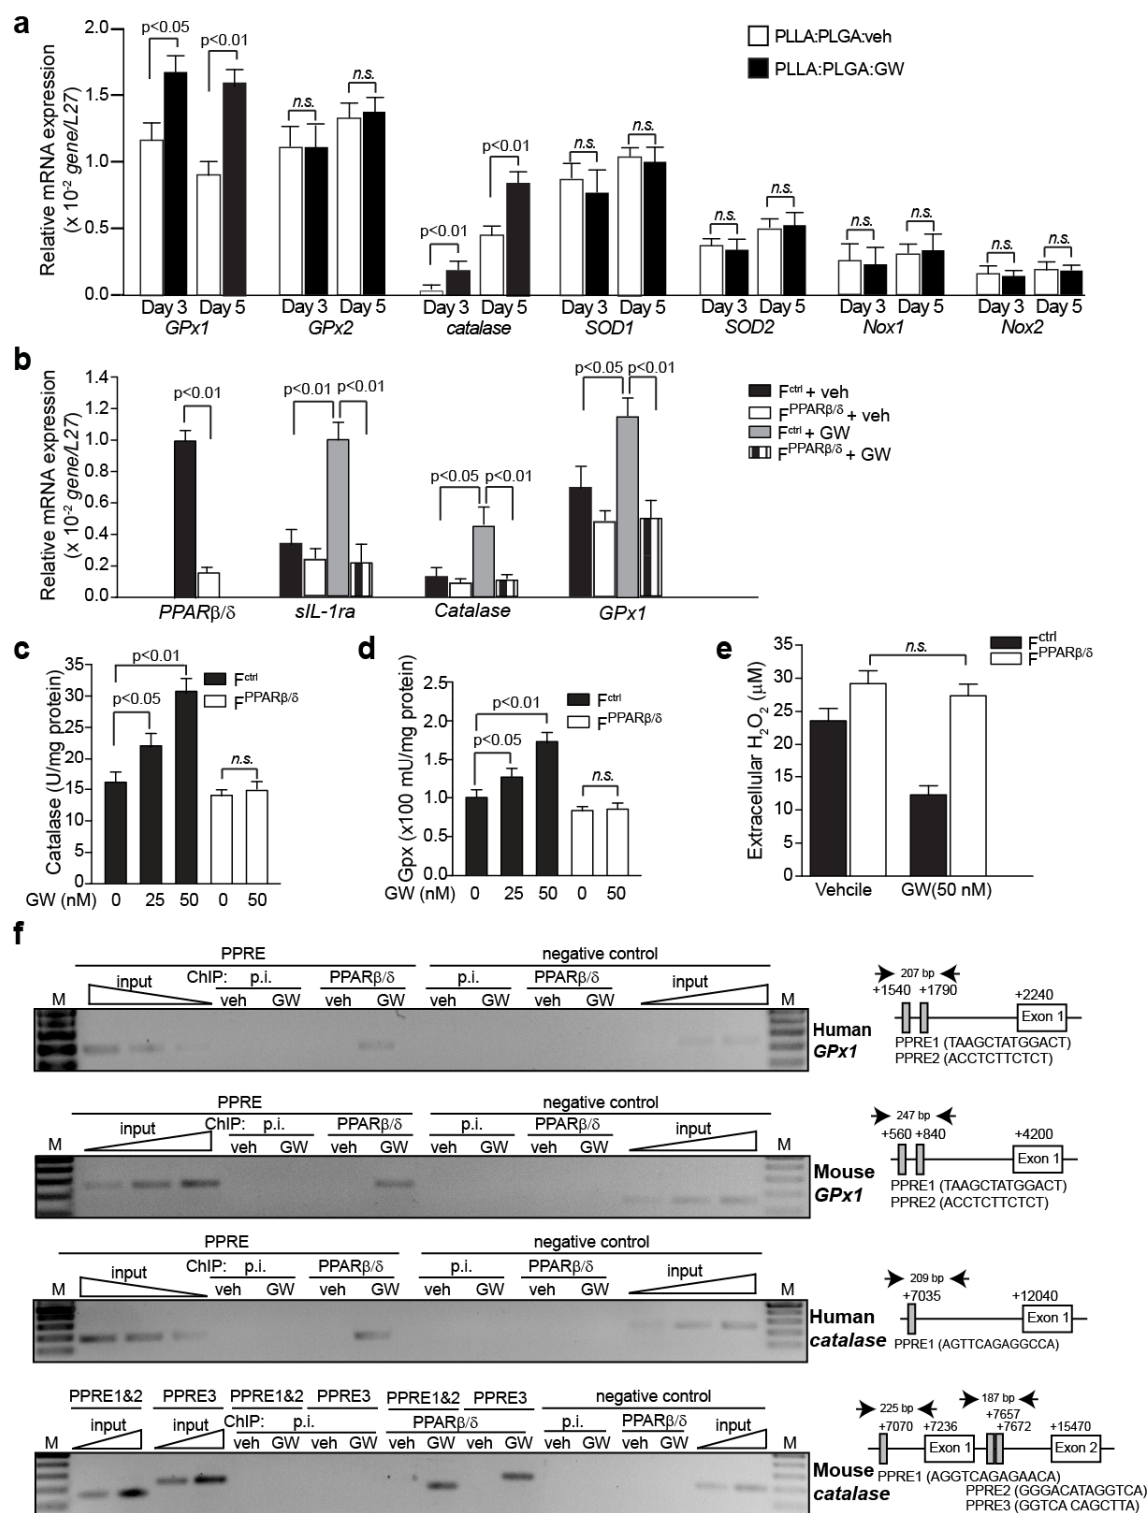 a
2.0
1.5
1.0
0.5
0.0
Relative mRNA expression
(x 10-2 gene/L27)
PLLA:PLGA:veh
PLLA:PLGA:GW
p<0.05
p<0.01
n.s.
n.s.
p<0.01
p<0.01
n.s.
n.s.
n.s.
n.s.
n.s.
n.s.
n.s.
n.s.
Day 3 Day 5 Day 3 Day 5 Day 3 Day 5 Day 3 Day 5 Day 3 Day 5 Day 3 Day 5 Day 3 Day 5
GPx1 GPx2 catalase SOD1 SOD2 Nox1 Nox2
b
1.4
1.2
1.0
0.8
0.6
0.4
0.2
0.0
Relative mRNA expression
(x 10-2 gene/L27)
p<0.01
p<0.01 p<0.01
p<0.05 p<0.01
p<0.05 p<0.01
Fctrl + veh
FPPARβ/δ + veh
Fctrl + GW
FPPARβ/δ + GW
PPARβ/δ sIL-1ra Catalase GPx1
c
35
30
25
20
15
10
5
0
Catalase (U/mg protein)
p<0.01
p<0.05
n.s.
Fctrl
FPPARβ/δ
GW (nM) 0 25 50 0 50
d
2.5
2.0
1.5
1.0
0.5
0.0
Gpx (x100 mU/mg protein)
p<0.01
p<0.05
n.s.
Fctrl
FPPARβ/δ
GW (nM) 0 25 50 0 50
e
35
30
25
20
15
10
5
0
Extracellular H2O2 (μM)
n.s.
Fctrl
FPPARβ/δ
Vehcile GW(50 nM)
f
PPRE negative control
input ChIP: p.i. PPARβ/δ p.i. PPARβ/δ input
M veh GW veh GW veh GW veh GW M
Human
GPx1
207 bp
+1540 +1790 +2240
Exon 1
PPRE1 (TAAGCTATGGACT)
PPRE2 (ACCTCTTCTCT)
PPRE negative control
input ChIP: p.i. PPARβ/δ p.i. PPARβ/δ input
M veh GW veh GW veh GW veh GW M
Mouse
GPx1
247 bp
+560 +840 +4200
Exon 1
PPRE1 (TAAGCTATGGACT)
PPRE2 (ACCTCTTCTCT)
PPRE negative control
input ChIP: p.i. PPARβ/δ p.i. PPARβ/δ input
M veh GW veh GW veh GW veh GW M
Human
catalase
209 bp
+7035 +12040
Exon 1
PPRE1 (AGTTCAGAGGCCA)
PPRE1&2 PPRE3 PPRE1&2 PPRE3 PPRE1&2 PPRE3 negative control
input input ChIP: p.i. PPARβ/δ p.i. PPARβ/δ input
M veh GW veh GW veh GW veh GW veh GW veh GW M
Mouse
catalase
187 bp
225 bp
+7657
+7070 +7236 +7672 +15470
Exon 1 Exon 2
PPRE1 (AGGTCAGAGAACA)
PPRE2 (GGGACATAGGTCA)
PPRE3 (GGTCA CAGCTTA)